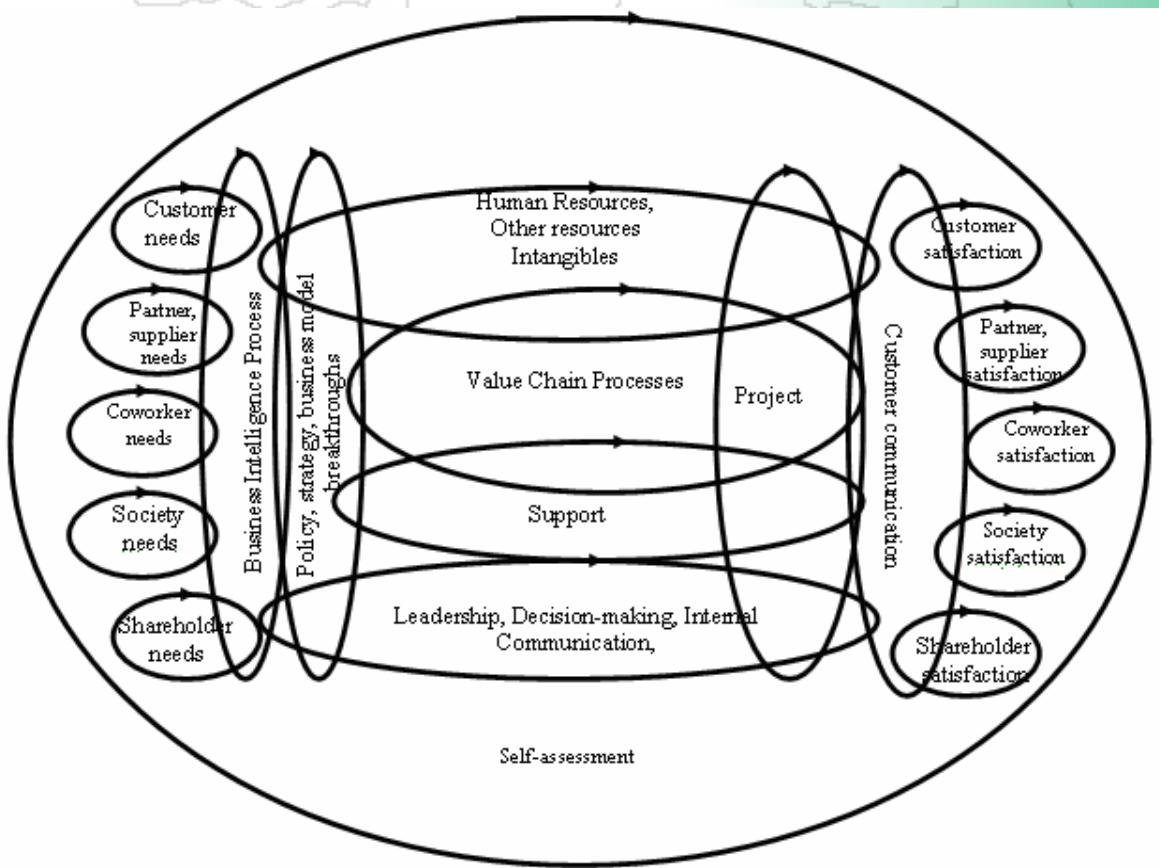 Customer
needs
Partner,
supplier
needs
Coworker
needs
Society
needs
Shareholder
needs
Business Intelligence Process
Policy, strategy, business model
breakthroughs
Human Resources,
Other resources
Intangibles
Value Chain Processes
Support
Leadership, Decision-making, Internal
Communication,
Project
Customer communication
Customer
satisfaction
Partner,
supplier
satisfaction
Coworker
satisfaction
Society
satisfaction
Shareholder
satisfaction
Self-assessment